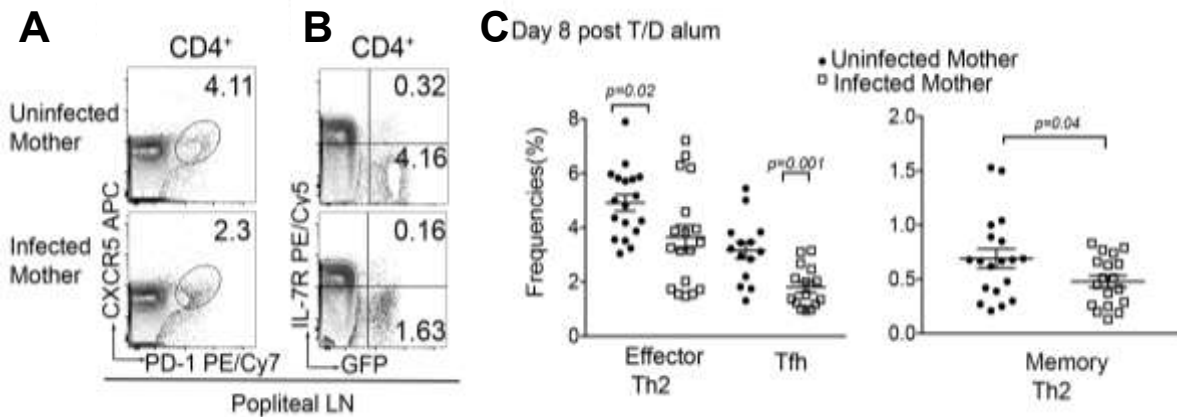 A
B
C Day 8 post T/D alum
CD4⁺
CD4⁺
● Uninfected Mother
□ Infected Mother
Uninfected
Mother
4.11
0.32
4.16
Infected
Mother
2.3
0.16
1.63
CXCR5 APC
PD-1 PE/Cy7
IL-7R PE/Cy5
GFP
Popliteal LN
Frequencies(%)
8
6
4
2
0
p=0.02
p=0.001
Effector
Th2
Tfh
2.0
1.5
1.0
0.5
0.0
p=0.04
Memory
Th2